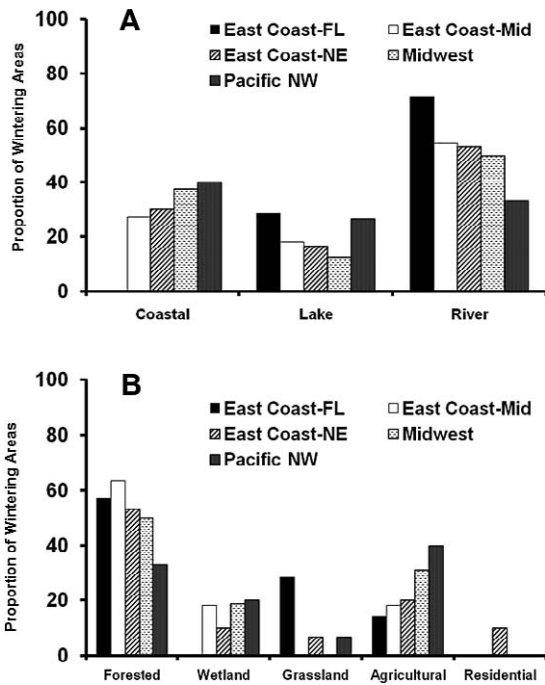 A
East Coast-FL East Coast-Mid
East Coast-NE Midwest
Pacific NW
Proportion of Wintering Areas
100
80
60
40
20
0
Coastal Lake River
B
East Coast-FL East Coast-Mid
East Coast-NE Midwest
Pacific NW
Proportion of Wintering Areas
100
80
60
40
20
0
Forested Wetland Grassland Agricultural Residential